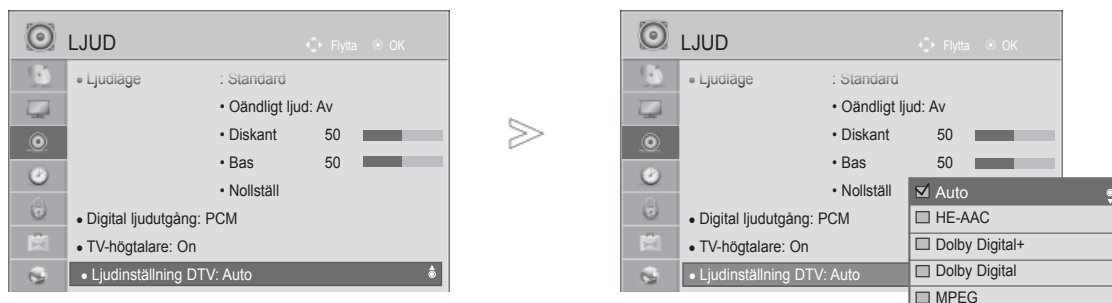 LJUD
Flytta OK
Ljudläge : Standard
• Oändligt ljud: Av
• Diskant 50
• Bas 50
• Nollställ
• Digital ljudutgång: PCM
• TV-högtalare: On
• Ljudinställning DTV: Auto
LJUD
Flytta OK
Ljudläge : Standard
• Oändligt ljud: Av
• Diskant 50
• Bas 50
• Nollställ
• Digital ljudutgång: PCM
• TV-högtalare: On
• Ljudinställning DTV: Auto
Auto
HE-AAC
Dolby Digital+
Dolby Digital
MPEG